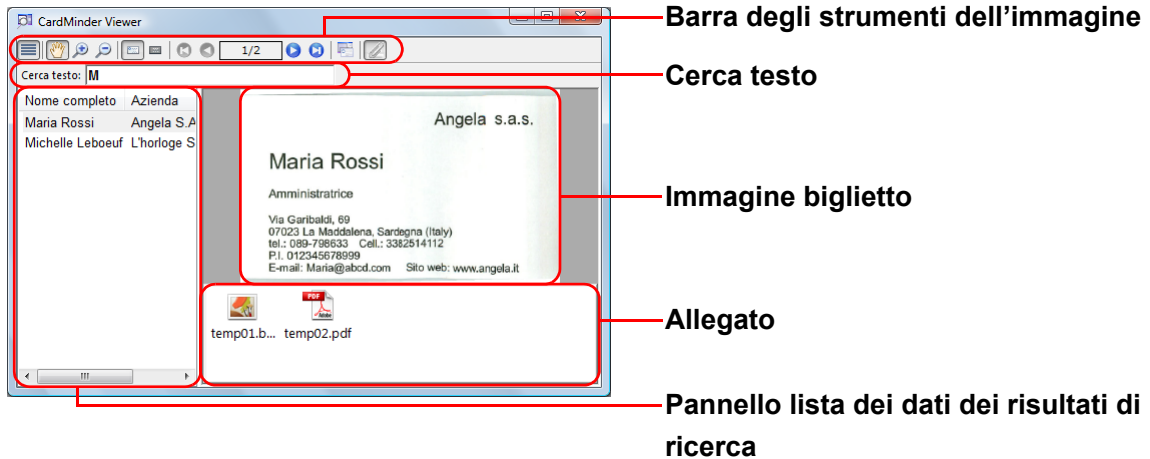 CardMinder Viewer
1/2
Cerca testo: M
Nome completo Azienda
Maria Rossi Angela S.A
Michelle Leboeuf L'horloge S
Angela s.a.s.
Maria Rossi
Amministratrice
Via Garibaldi, 69
07023 La Maddalena, Sardegna (Italy)
tel.: 089-798633 Cell.: 3382514112
P.I. 012345678999
E-mail: Maria@abcd.com Sito web: www.angela.it
PDF
temp01.b... temp02.pdf
Barra degli strumenti dell’immagine
Cerca testo
Immagine biglietto
Allegato
Pannello lista dei dati dei risultati di
ricerca